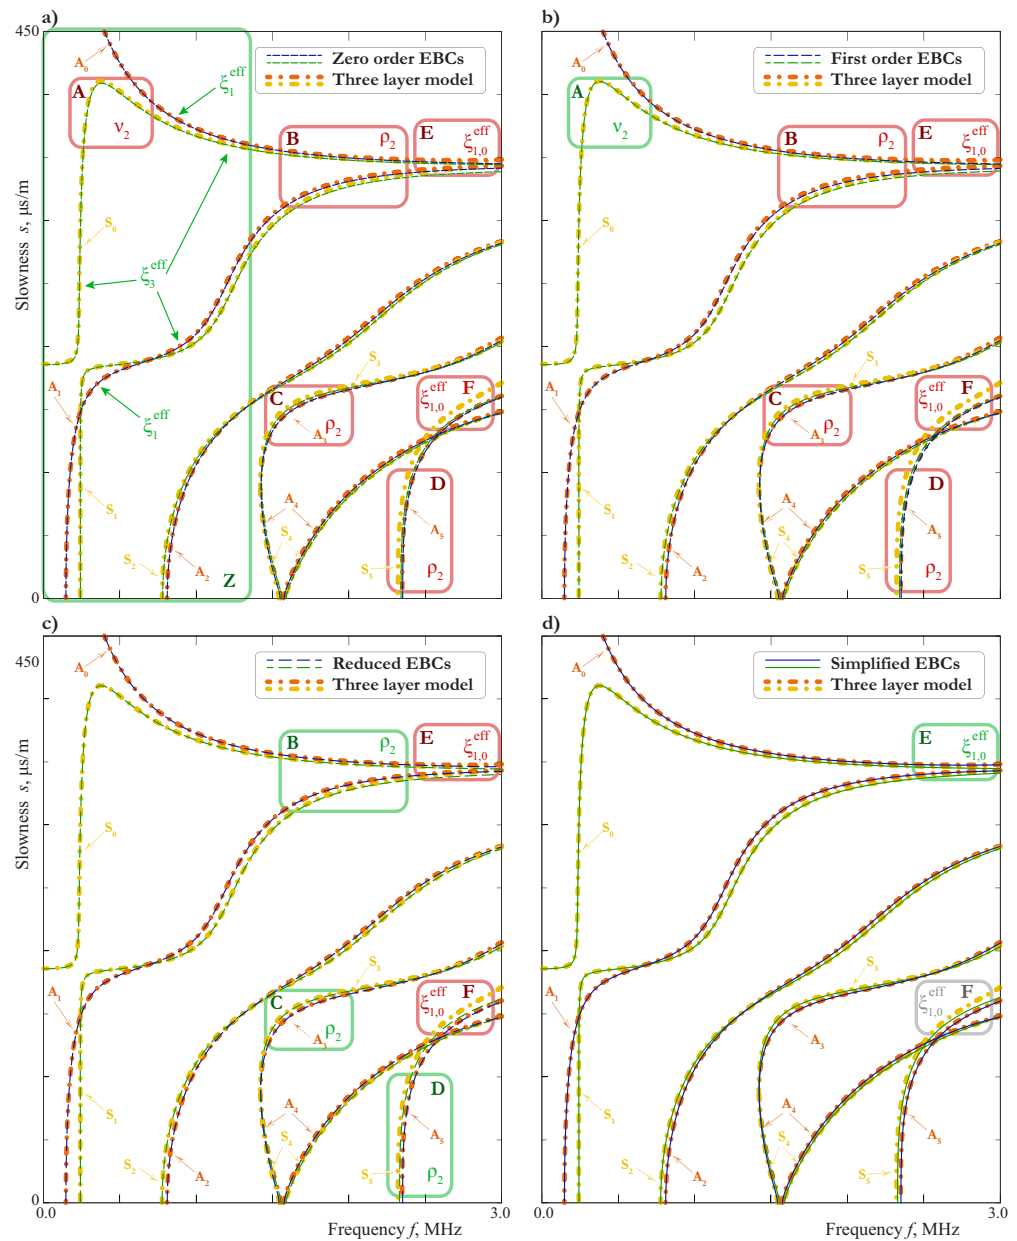 a)
450
Slowness s, μs/m
0
Zero order EBCs
Three layer model
A₀
A
ν₂
ξ₁ᵉᶠᶠ
B
ρ₂
E
ξ₁,₀ᵉᶠᶠ
S₀
ξ₃ᵉᶠᶠ
A₁
ξ₁ᵉᶠᶠ
S₃
C
A₃
ρ₂
ξ₁,₀ᵉᶠᶠ
F
S₁
A₄
D
A₅
S₄
S₂
A₂
Z
S₅
ρ₂
b)
First order EBCs
Three layer model
A₀
A
ν₂
B
ρ₂
E
ξ₁,₀ᵉᶠᶠ
S₀
A₁
S₃
C
A₃
ρ₂
ξ₁,₀ᵉᶠᶠ
F
S₁
A₄
D
A₅
S₄
S₂
A₂
S₅
ρ₂
c)
450
Slowness s, μs/m
0
Reduced EBCs
Three layer model
A₀
B
ρ₂
E
ξ₁,₀ᵉᶠᶠ
S₀
A₁
S₃
C
A₃
ρ₂
ξ₁,₀ᵉᶠᶠ
F
S₁
A₄
D
A₅
S₄
S₂
A₂
S₅
ρ₂
0.0
3.0
Frequency f, MHz
d)
Simplified EBCs
Three layer model
A₀
E
ξ₁,₀ᵉᶠᶠ
S₀
A₁
S₃
A₃
ξ₁,₀ᵉᶠᶠ
F
S₁
A₄
A₅
S₄
S₂
A₂
S₅
0.0
3.0
Frequency f, MHz